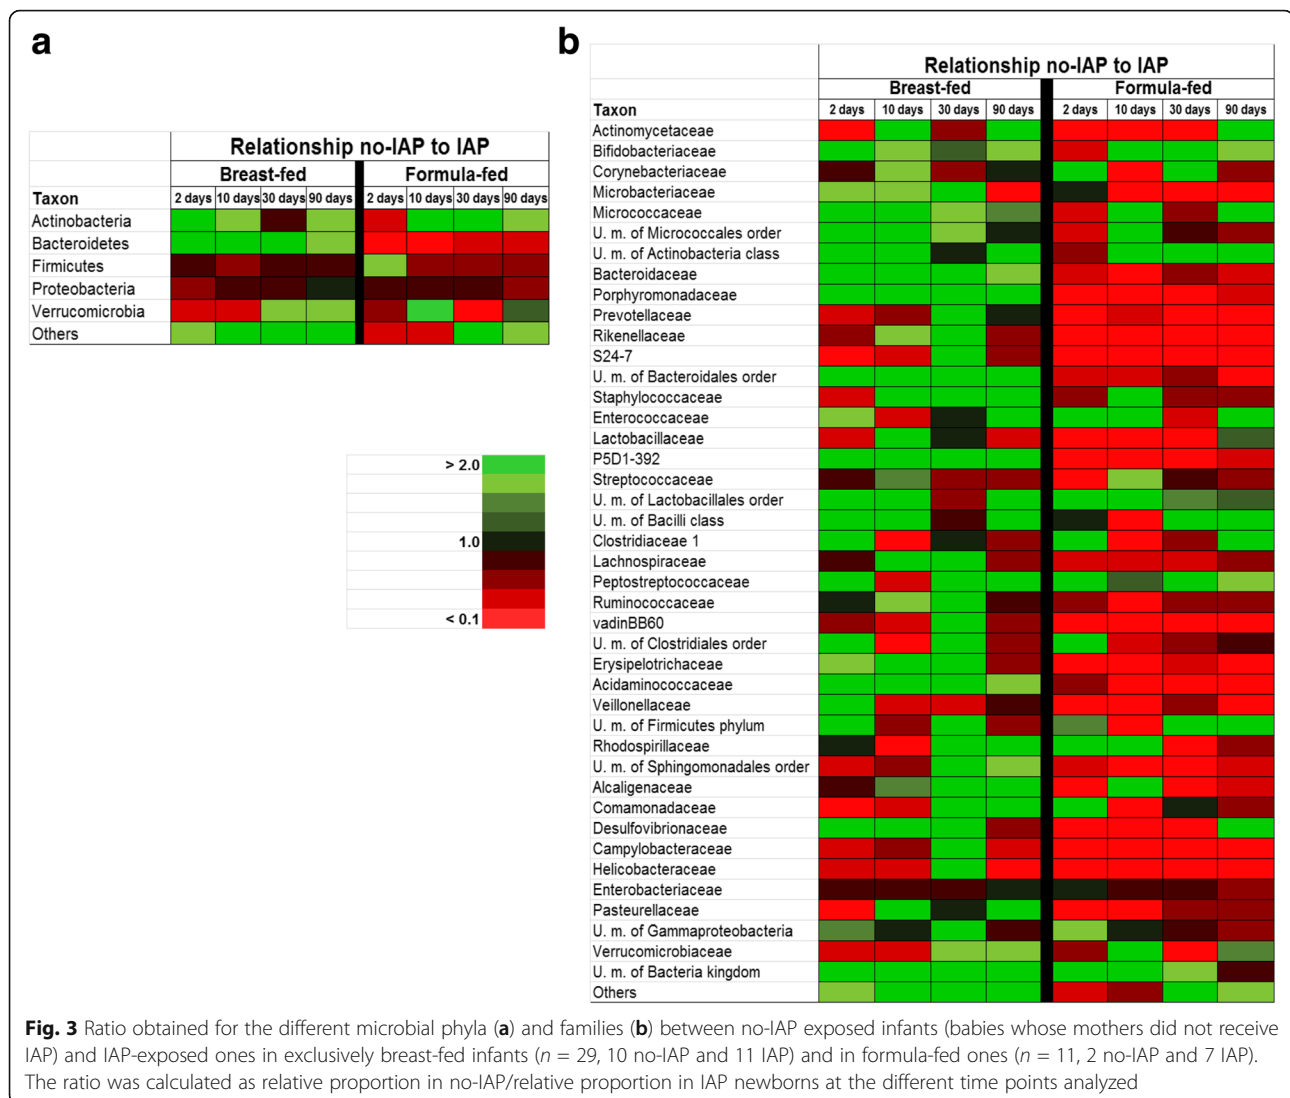 a
Relationship no-IAP to IAP
Breast-fed Formula-fed
Taxon 2 days 10 days 30 days 90 days 2 days 10 days 30 days 90 days
Actinobacteria
Bacteroidetes
Firmicutes
Proteobacteria
Verrucomicrobia
Others
> 2.0
1.0
< 0.1
b
Relationship no-IAP to IAP
Breast-fed Formula-fed
Taxon 2 days 10 days 30 days 90 days 2 days 10 days 30 days 90 days
Actinomycetaceae
Bifidobacteriaceae
Corynebacteriaceae
Microbacteriaceae
Micrococcaceae
U. m. of Micrococcales order
U. m. of Actinobacteria class
Bacteroidaceae
Porphyromonadaceae
Prevotellaceae
Rikenellaceae
S24-7
U. m. of Bacteroidales order
Staphylococcaceae
Enterococcaceae
Lactobacillaceae
P5D1-392
Streptococcaceae
U. m. of Lactobacillales order
U. m. of Bacilli class
Clostridiaceae 1
Lachnospiraceae
Peptostreptococcaceae
Ruminococcaceae
vadinBB60
U. m. of Clostridiales order
Erysipelotrichaceae
Acidaminococcaceae
Veillonellaceae
U. m. of Firmicutes phylum
Rhodospirillaceae
U. m. of Sphingomonadales order
Alcaligenaceae
Comamonadaceae
Desulfovibrionaceae
Campylobacteraceae
Helicobacteraceae
Enterobacteriaceae
Pasteurellaceae
U. m. of Gammaproteobacteria
Verrucomicrobiaceae
U. m. of Bacteria kingdom
Others
Fig. 3 Ratio obtained for the different microbial phyla (a) and families (b) between no-IAP exposed infants (babies whose mothers did not receive
IAP) and IAP-exposed ones in exclusively breast-fed infants (n = 29, 10 no-IAP and 11 IAP) and in formula-fed ones (n = 11, 2 no-IAP and 7 IAP).
The ratio was calculated as relative proportion in no-IAP/relative proportion in IAP newborns at the different time points analyzed